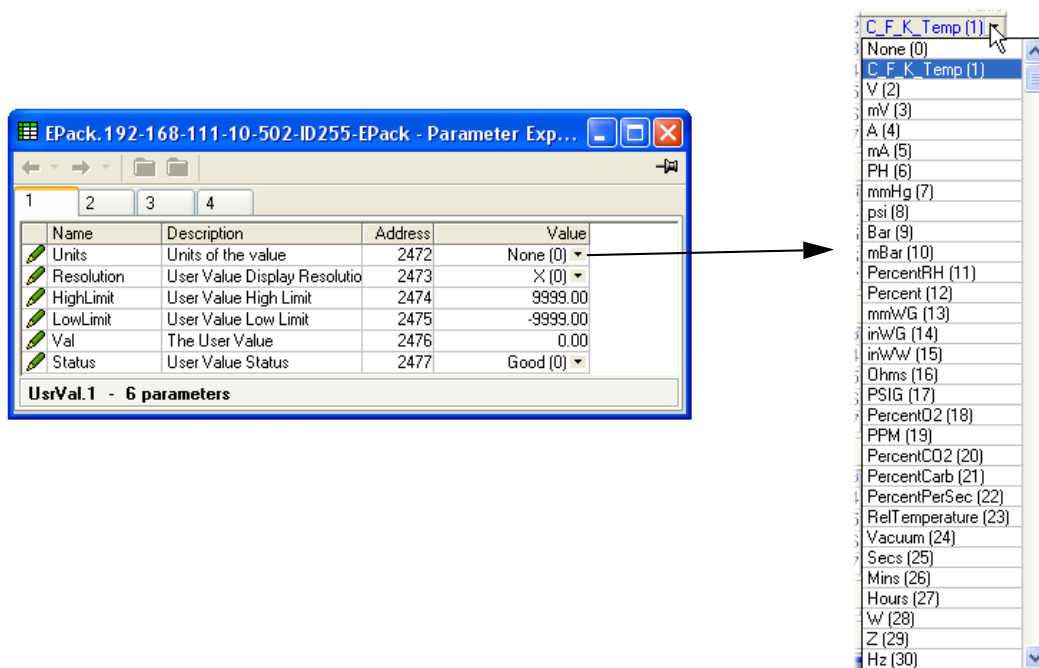 EPack.192-168-111-10-502-ID255-EPack - Parameter Exp...
1 2 3 4
Name Description Address Value
Units Units of the value 2472 None (0)
Resolution User Value Display Resolutio 2473 X (0)
HighLimit User Value High Limit 2474 9999.00
LowLimit User Value Low Limit 2475 -9999.00
Val The User Value 2476 0.00
Status User Value Status 2477 Good (0)
UsrVal.1 - 6 parameters
C_F_K_Temp (1)
None (0)
C_F_K_Temp (1)
V (2)
mV (3)
A (4)
mA (5)
PH (6)
mmHg (7)
psi (8)
Bar (9)
mBar (10)
PercentRH (11)
Percent (12)
mmWG (13)
inWG (14)
inWW (15)
Ohms (16)
PSIG (17)
PercentO2 (18)
PPM (19)
PercentCO2 (20)
PercentCarb (21)
PercentPerSec (22)
RelTemperature (23)
Vacuum (24)
Secs (25)
Mins (26)
Hours (27)
W (28)
Z (29)
Hz (30)